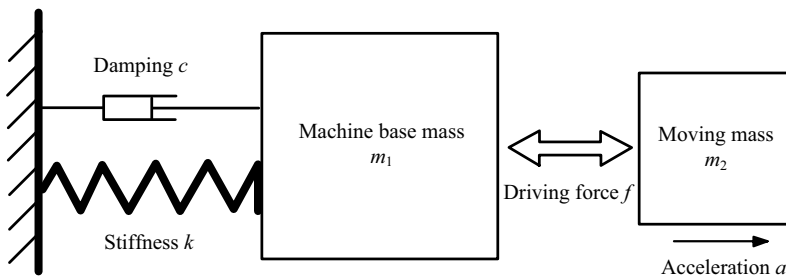 Damping c
Machine base mass
m₁
Moving mass
m₂
Driving force f
Stiffness k
Acceleration a